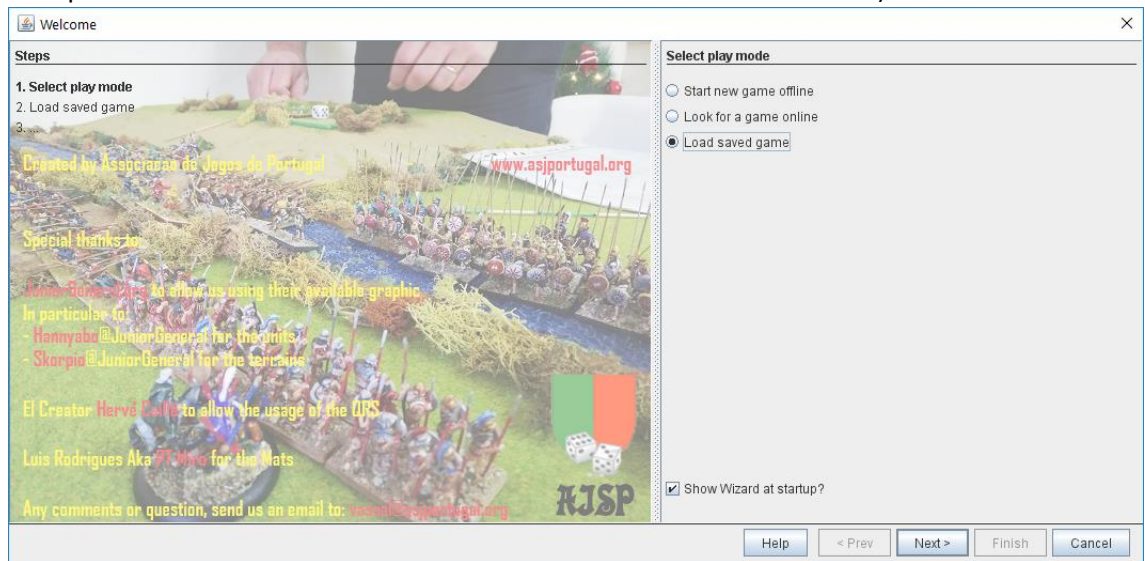 Welcome
Steps
1. Select play mode
2. Load saved game
3. ...
Created by Associacao de Jogos de Portugal
www.asjportugal.org
Special thanks to:
JuniorGeneral.org to allow us using their available graphic.
In particular to:
- Hannyabo@JuniorGeneral for the units
- Skorpio@JuniorGeneral for the terrains
El Creator Hervé to allow the usage of the QRS
Luis Rodrigues Aka for the Mats
Any comments or question, send us an email to:
AJSP
Select play mode
Start new game offline
Look for a game online
Load saved game
Show Wizard at startup?
Help
< Prev
Next >
Finish
Cancel